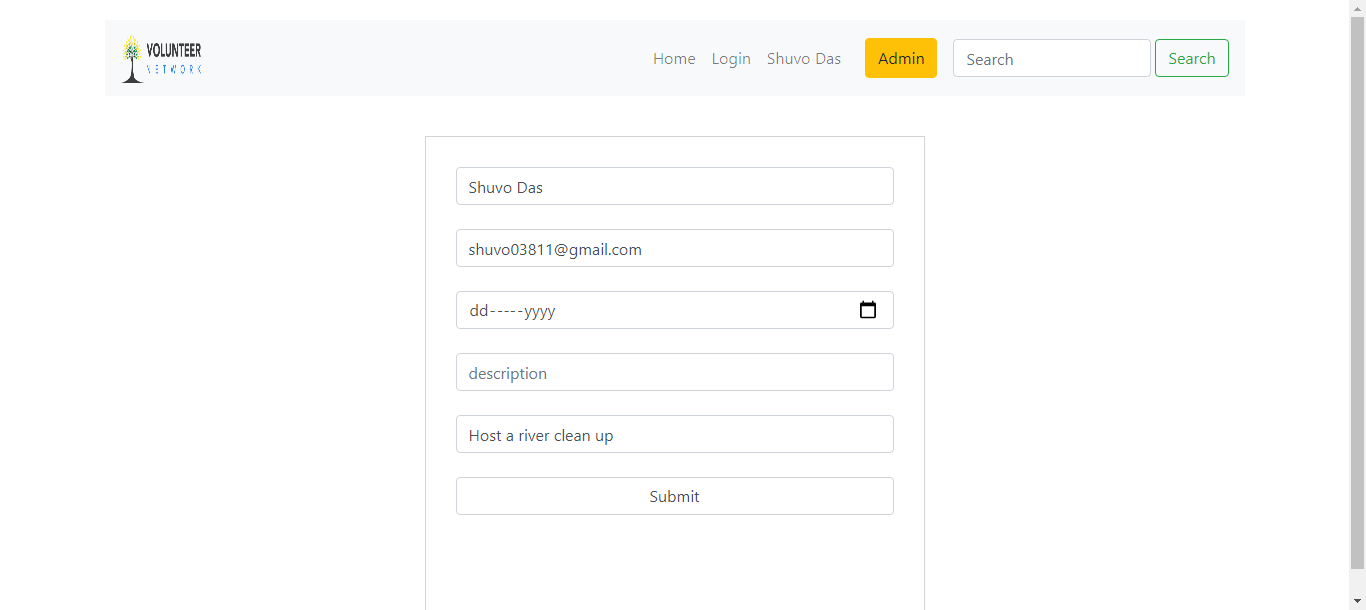 VOLUNTEER
NETWORK
Home Login Shuvo Das Admin Search Search
Shuvo Das
shuvo03811@gmail.com
dd-----yyyy
description
Host a river clean up
Submit